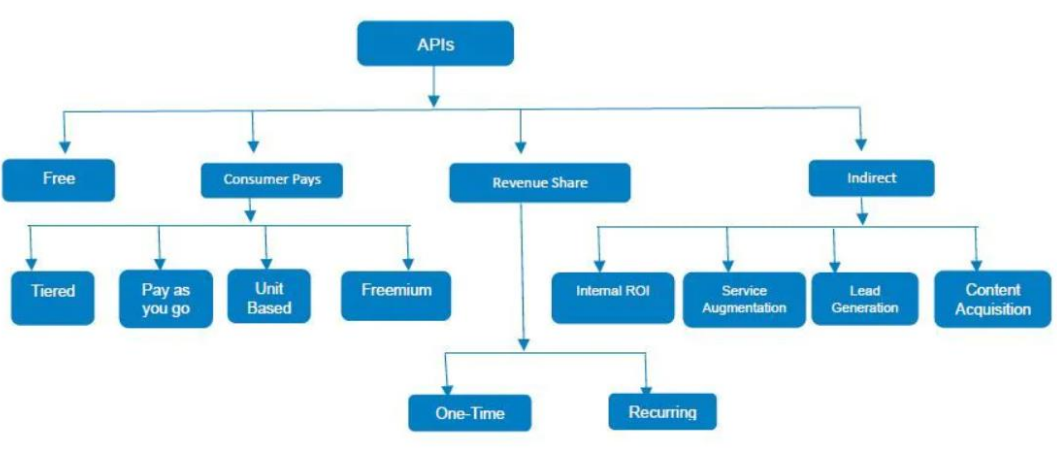 APIs
Free
Consumer Pays
Revenue Share
Indirect
Tiered
Pay as
you go
Unit
Based
Freemium
Internal ROI
Service
Augmentation
Lead
Generation
Content
Acquisition
One-Time
Recurring